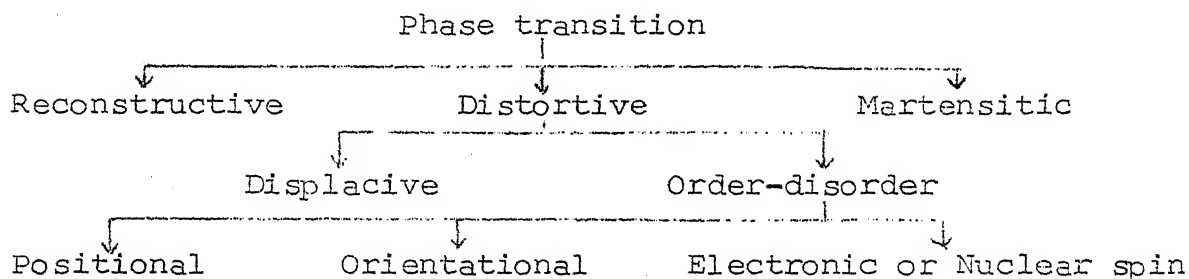 Phase transition
Reconstructive Distortive Martensitic
Displacive Order-disorder
Positional Orientational Electronic or Nuclear spin